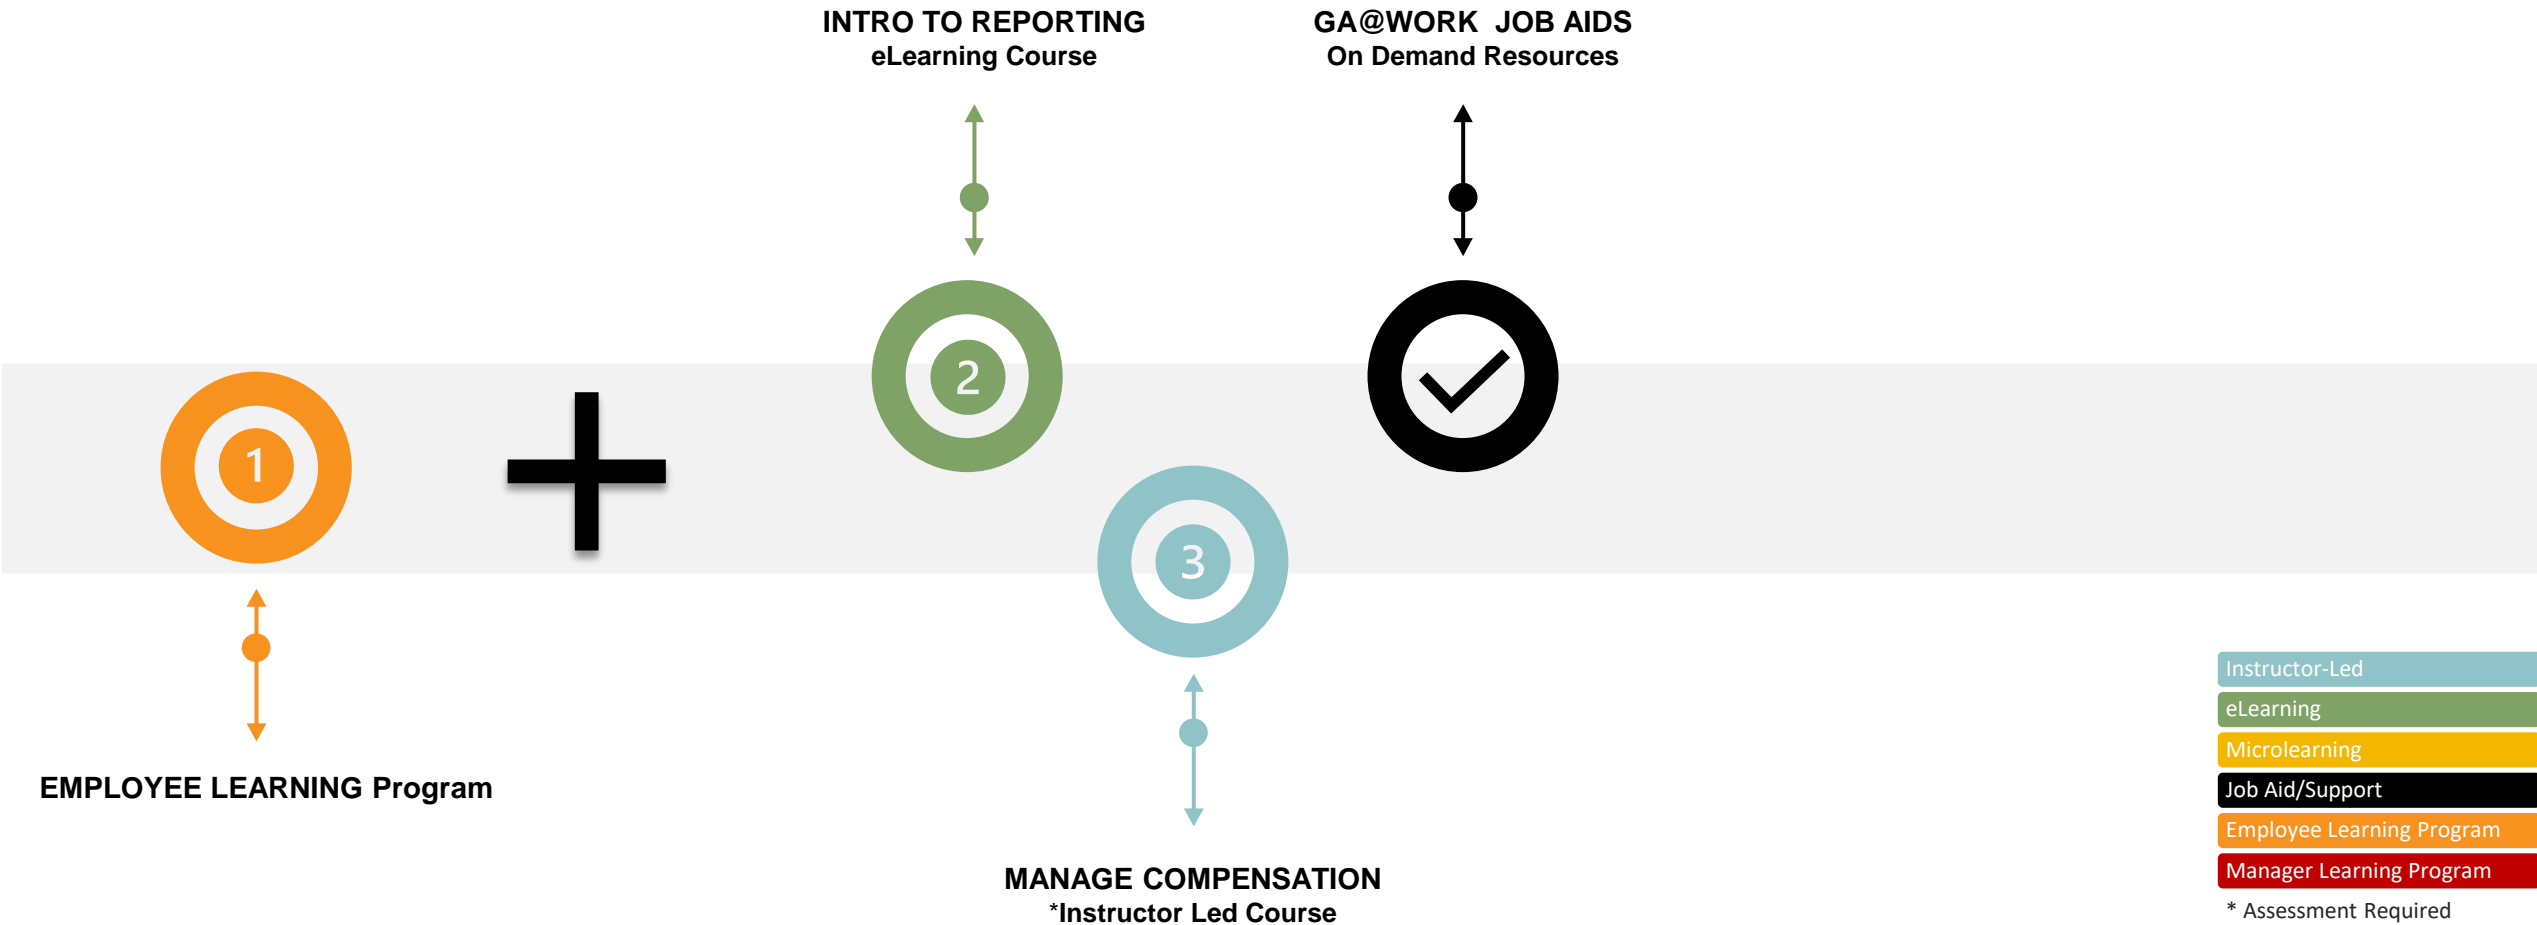 INTRO TO REPORTING
eLearning Course
GA@WORK  JOB AIDS
On Demand Resources
1
2
3
EMPLOYEE LEARNING Program
MANAGE COMPENSATION
*Instructor Led Course
Instructor-Led
eLearning
Microlearning
Job Aid/Support
Employee Learning Program
Manager Learning Program
* Assessment Required